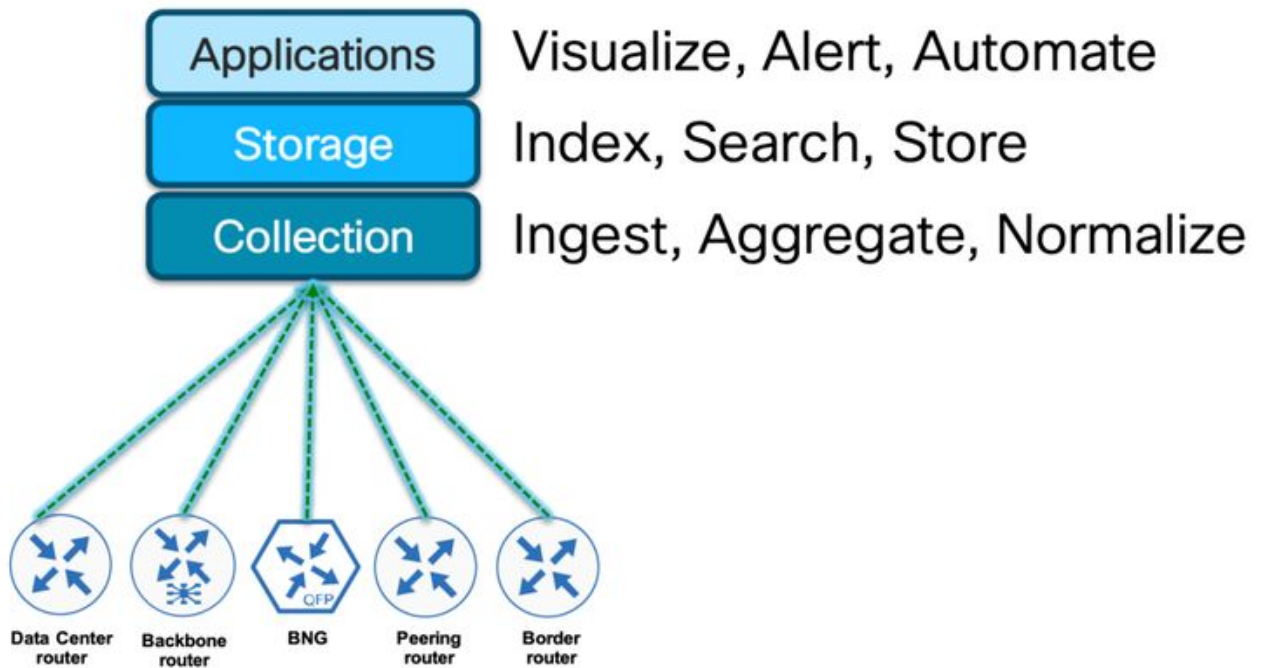 Applications
Visualize, Alert, Automate
Storage
Index, Search, Store
Collection
Ingest, Aggregate, Normalize
QFP
Data Center
router
Backbone
router
BNG
Peering
router
Border
router